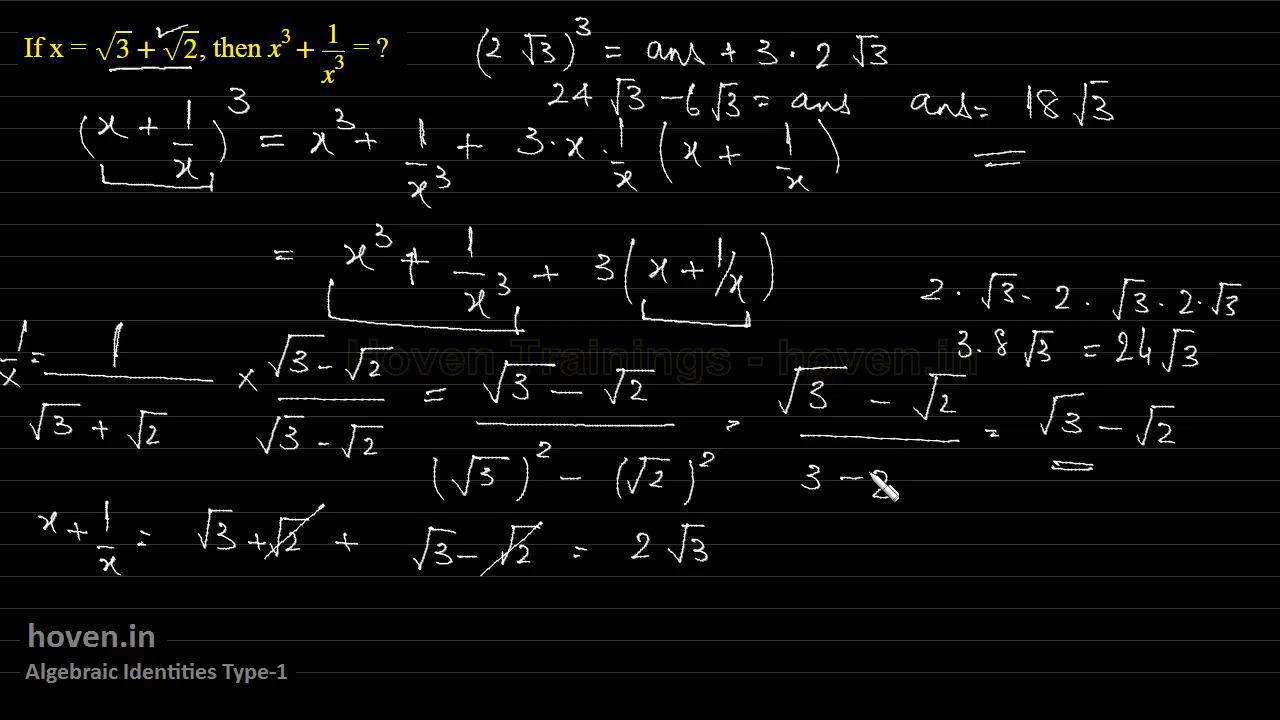 If x = √3 + √2, then x³ + 1/x³ = ?
(2 √3)³ = ans + 3 · 2 √3
24 √3 − 6 √3 = ans ans = 18 √3
(x + 1/x)³ = x³ + 1/x³ + 3 · x · 1/x (x + 1/x)
= x³ + 1/x³ + 3 (x + 1/x)
2 · √3 · 2 · √3 · 2 · √3
3 · 8 √3 = 24 √3
Hoven Trainings - hoven.in
1/x = 1/(√3 + √2) × (√3 − √2)/(√3 − √2) = (√3 − √2)/((√3)² − (√2)²) = (√3 − √2)/(3 − 2) = √3 − √2
x + 1/x = √3 + √2 + √3 − √2 = 2 √3
hoven.in
Algebraic Identities Type-1